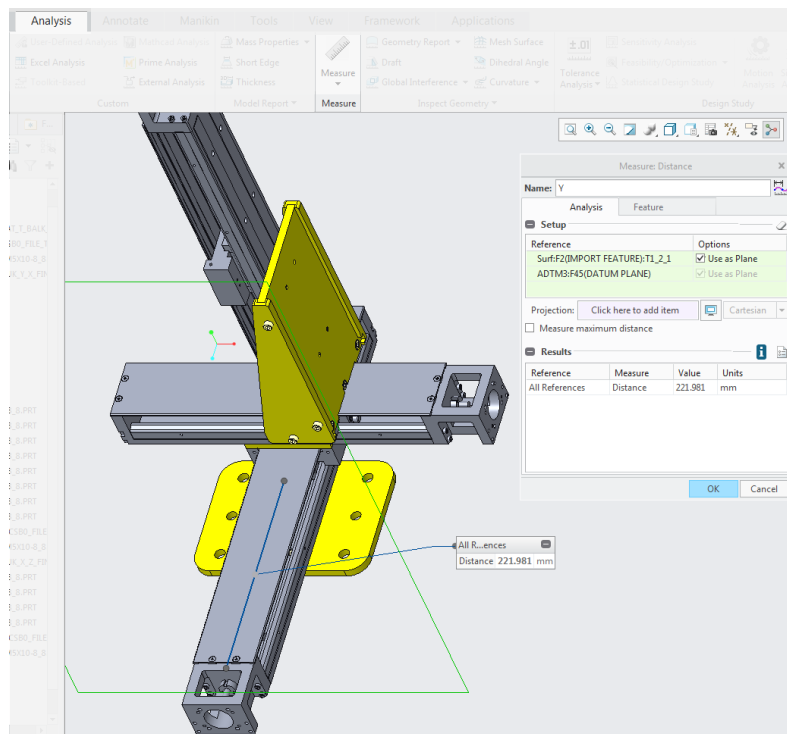 Analysis Annotate Manikin Tools View Framework Applications
User-Defined Analysis Mathcad Analysis Mass Properties Geometry Report Mesh Surface ±.01 Sensitivity Analysis
Excel Analysis Prime Analysis Short Edge Measure Draft Dihedral Angle Tolerance Analysis Feasibility/Optimization
External Analysis Thickness Global Interference Curvature Statistical Design Study
Custom Model Report Measure Inspect Geometry Design Study
Measure: Distance
Name: Y
Analysis Feature
Setup
Reference Options
Surf:F2(IMPORT FEATURE):T1_2_1 Use as Plane
ADTM3:F45(DATUM PLANE) Use as Plane
Projection: Click here to add item Cartesian
Measure maximum distance
Results
Reference Measure Value Units
All References Distance 221.981 mm
OK Cancel
All R...ences
Distance 221.981 mm